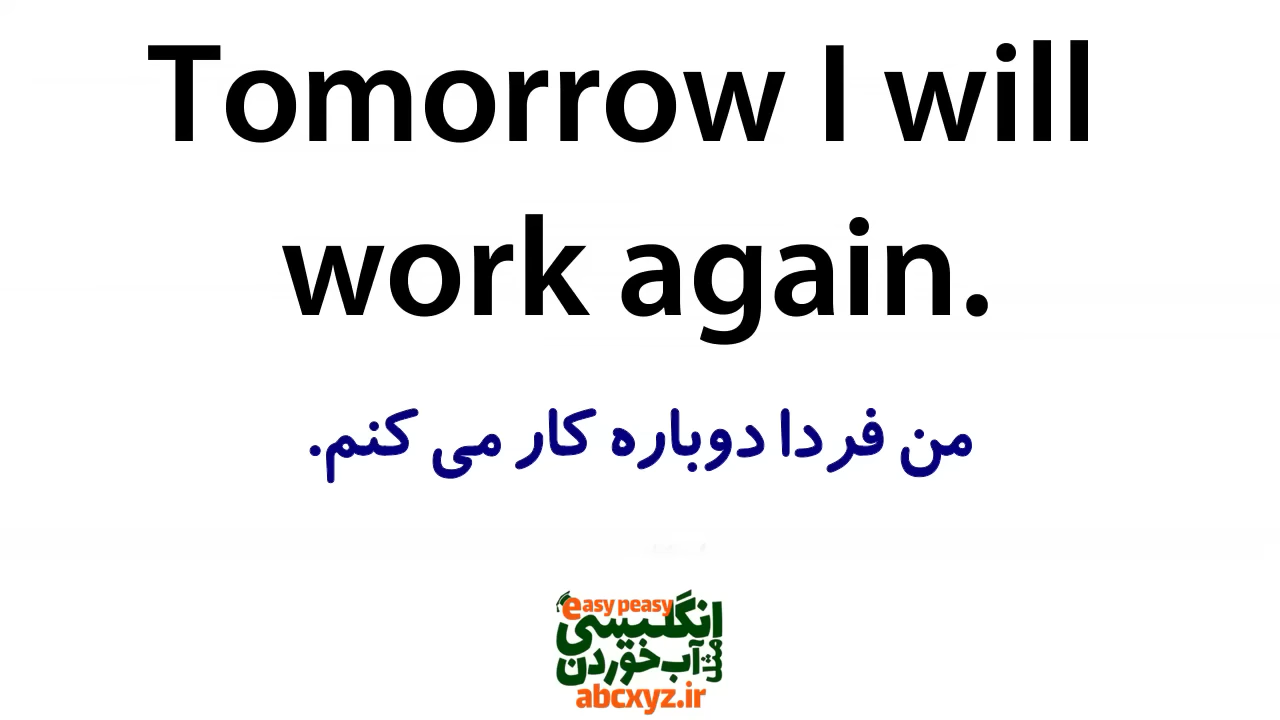 Tomorrow I will
work again.
من فردا دوباره کار می کنم.
easy peasy
انگلیسی
مثل آب خوردن
abcxyz.ir